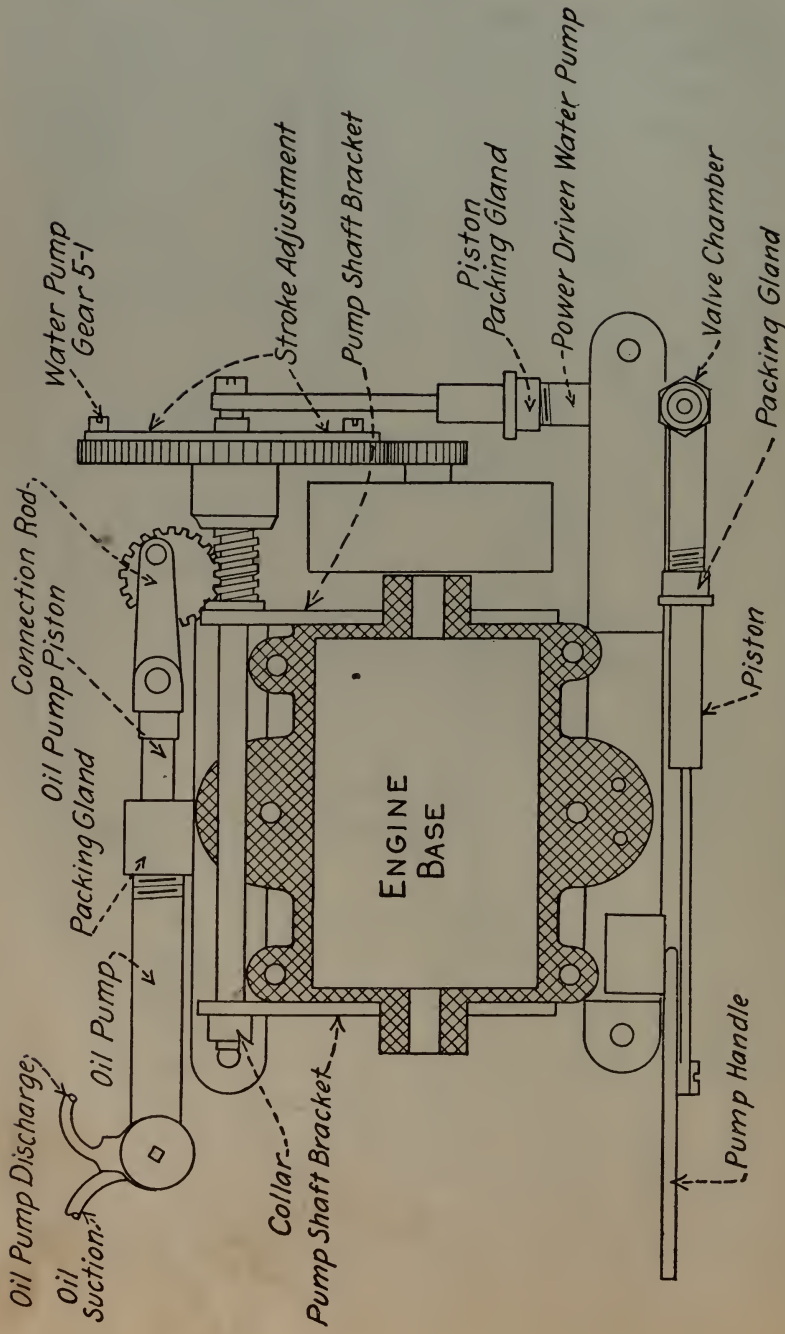 Oil Pump Discharge
Oil
Suction
Oil Pump
Packing Gland
Oil Pump Piston
Connection Rod
Water Pump
Gear 5-1
Stroke Adjustment
Pump Shaft Bracket
Collar
Pump Shaft Bracket
ENGINE
BASE
Piston
Packing Gland
Power Driven Water Pump
Valve Chamber
Packing Gland
Piston
Pump Handle